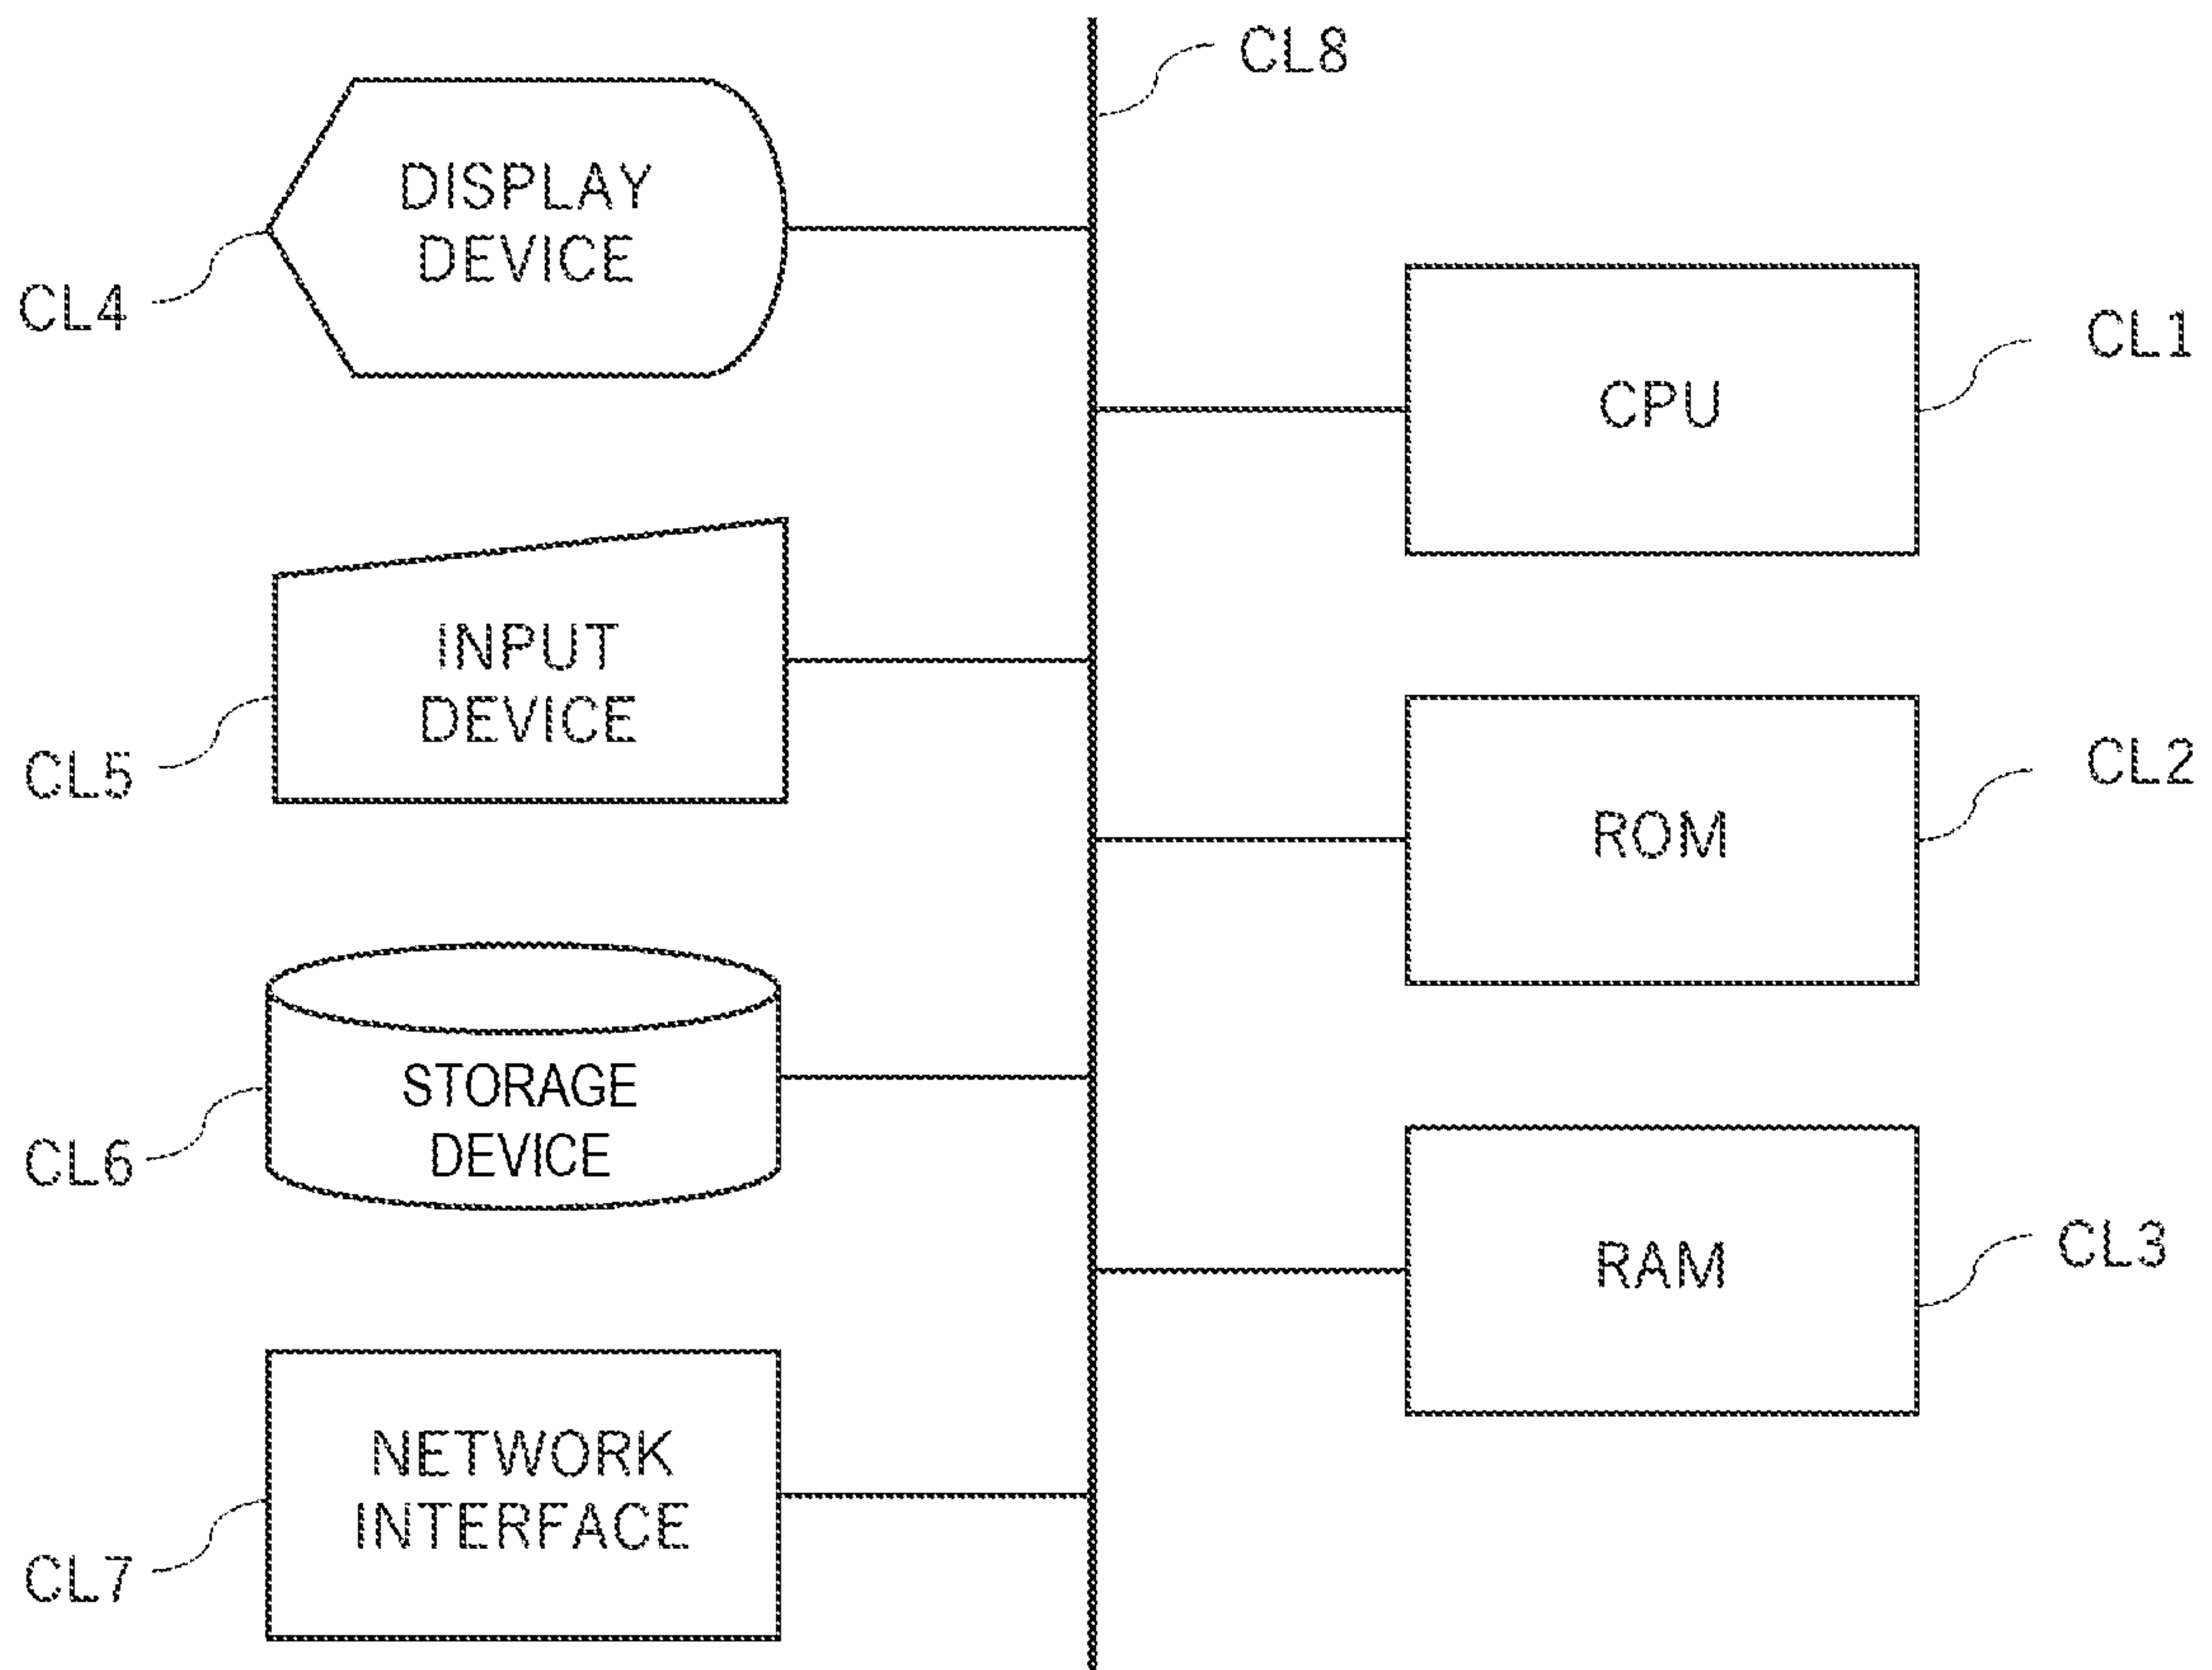 CL8
DISPLAY
DEVICE
CL4
CL1
CPU
INPUT
DEVICE
CL5
CL2
ROM
STORAGE
DEVICE
CL6
CL3
RAM
NETWORK
INTERFACE
CL7